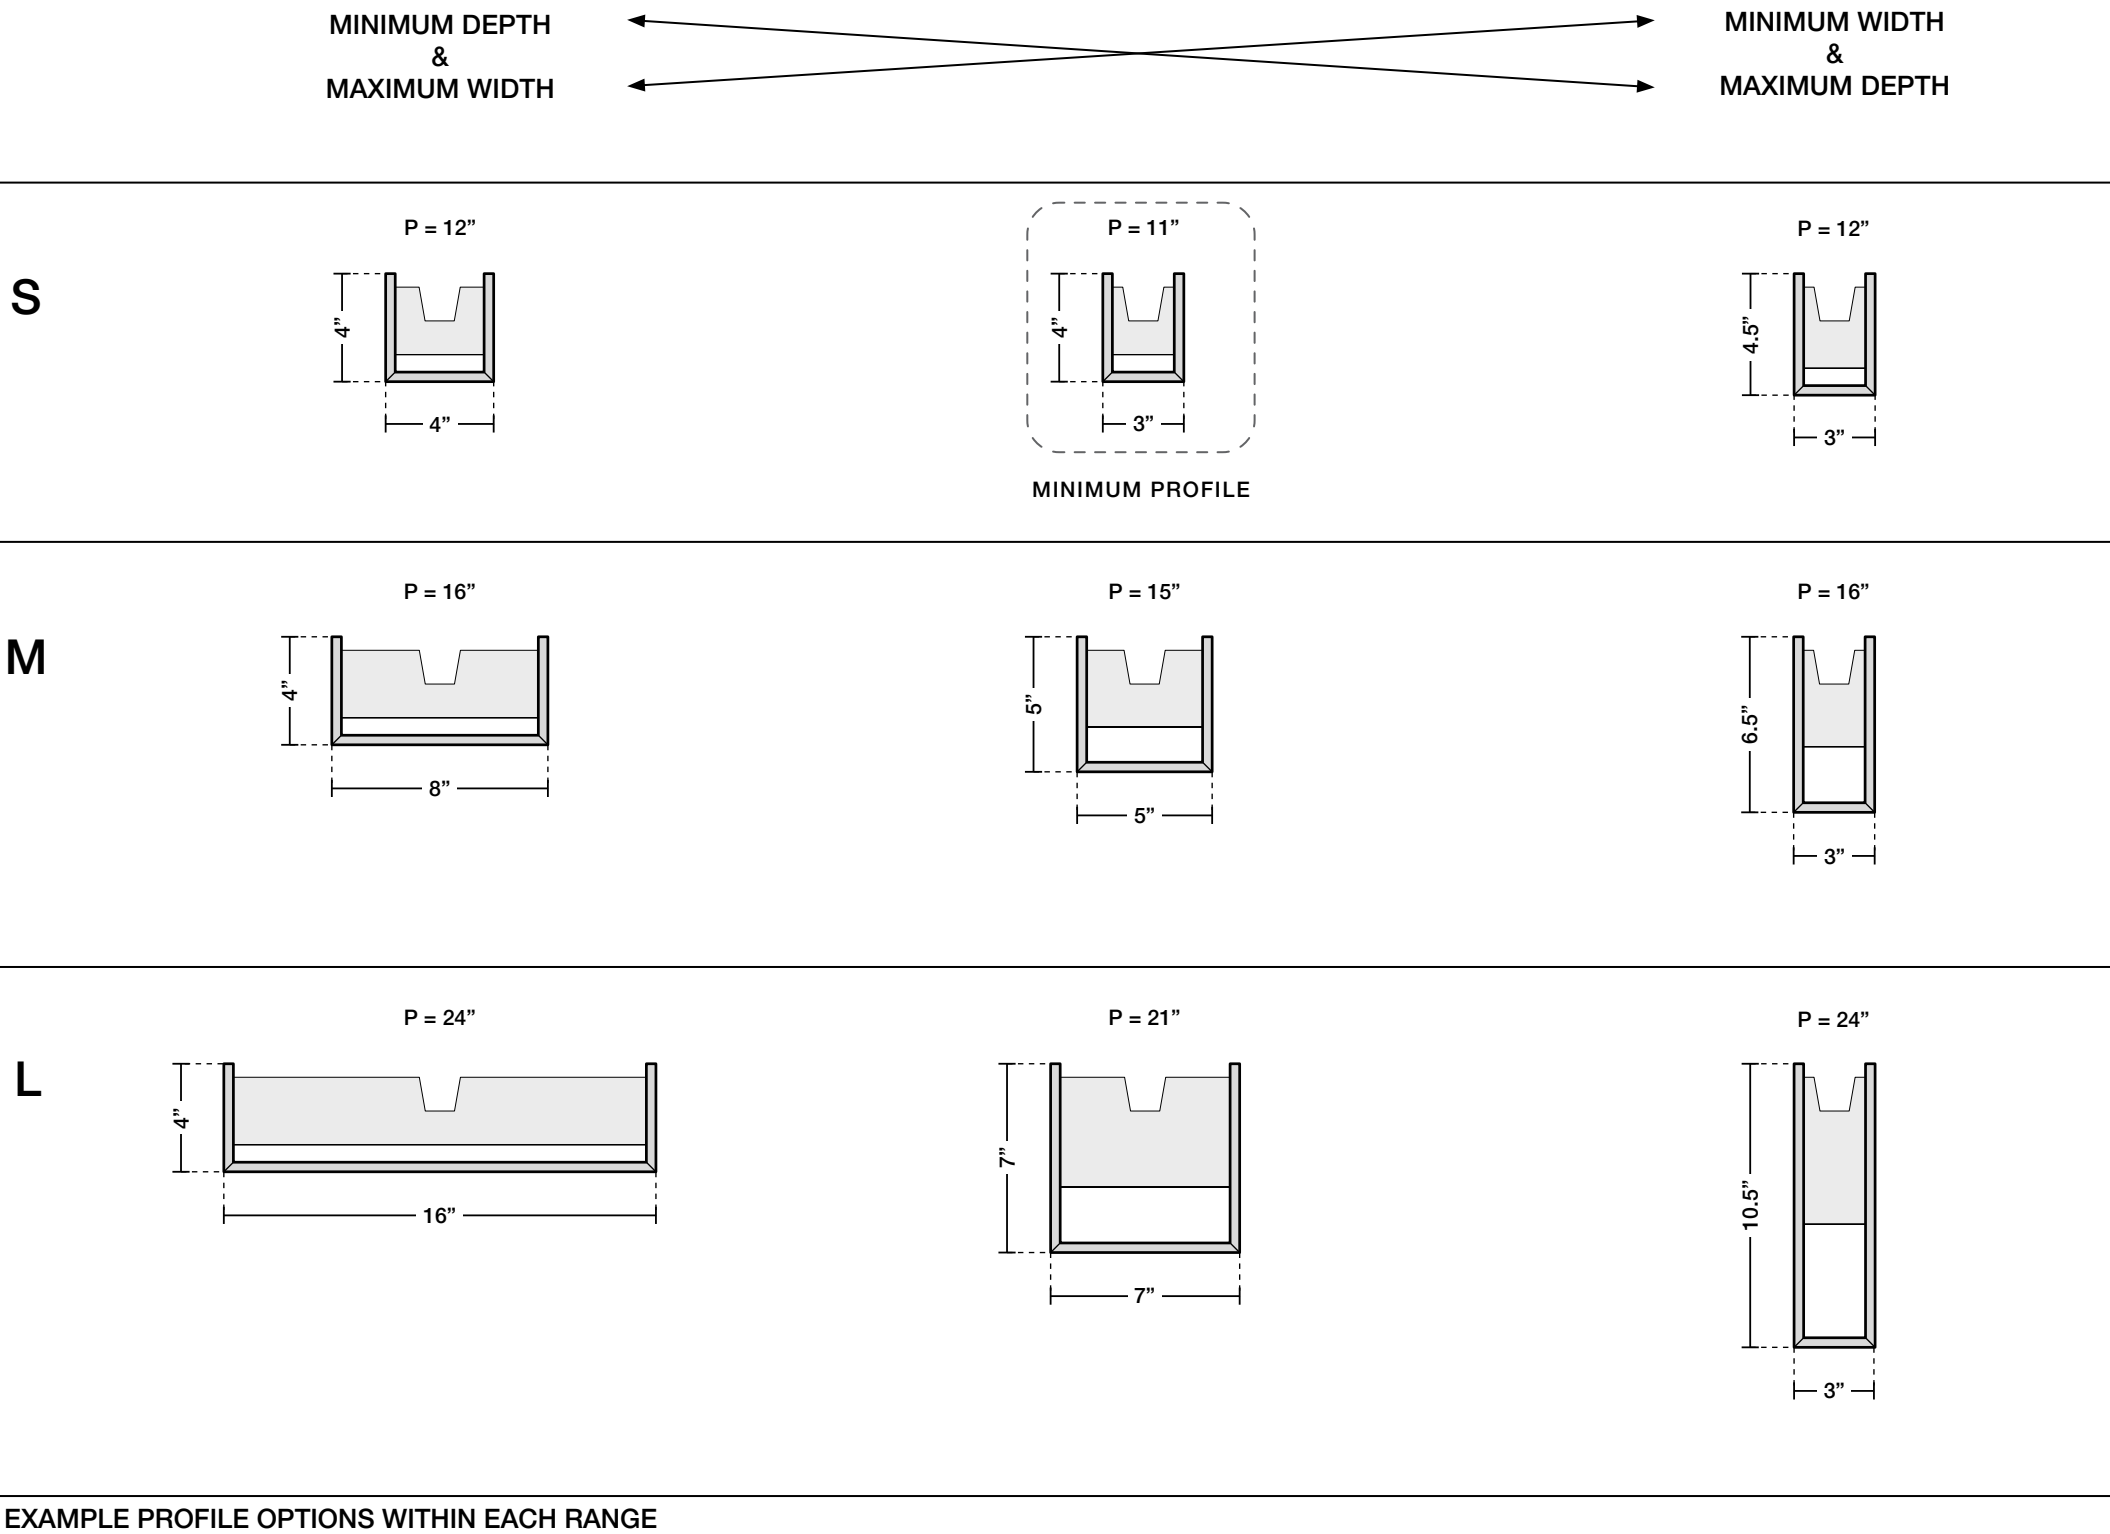 MINIMUM DEPTH
&
MAXIMUM WIDTH
MINIMUM WIDTH
&
MAXIMUM DEPTH
S
P = 12”
4”
4”
P = 11”
4”
3”
MINIMUM PROFILE
P = 12”
4.5”
3”
M
P = 16”
4”
8”
P = 15”
5”
5”
P = 16”
6.5”
3”
L
P = 24”
4”
16”
P = 21”
7”
7”
P = 24”
10.5”
3”
EXAMPLE PROFILE OPTIONS WITHIN EACH RANGE